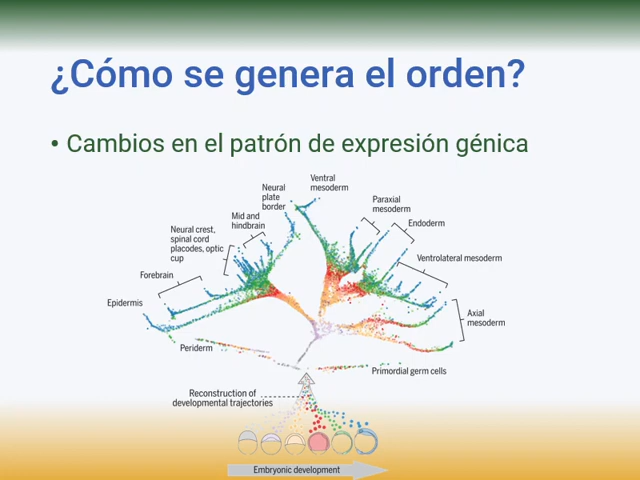 ¿Cómo se genera el orden?
• Cambios en el patrón de expresión génica
Ventral
mesoderm
Neural
plate
border
Paraxial
mesoderm
Mid and
hindbrain
Endoderm
Neural crest,
spinal cord
placodes, optic
cup
Ventrolateral mesoderm
Forebrain
Epidermis
Axial
mesoderm
Periderm
Primordial germ cells
Reconstruction of
developmental trajectories
Embryonic development